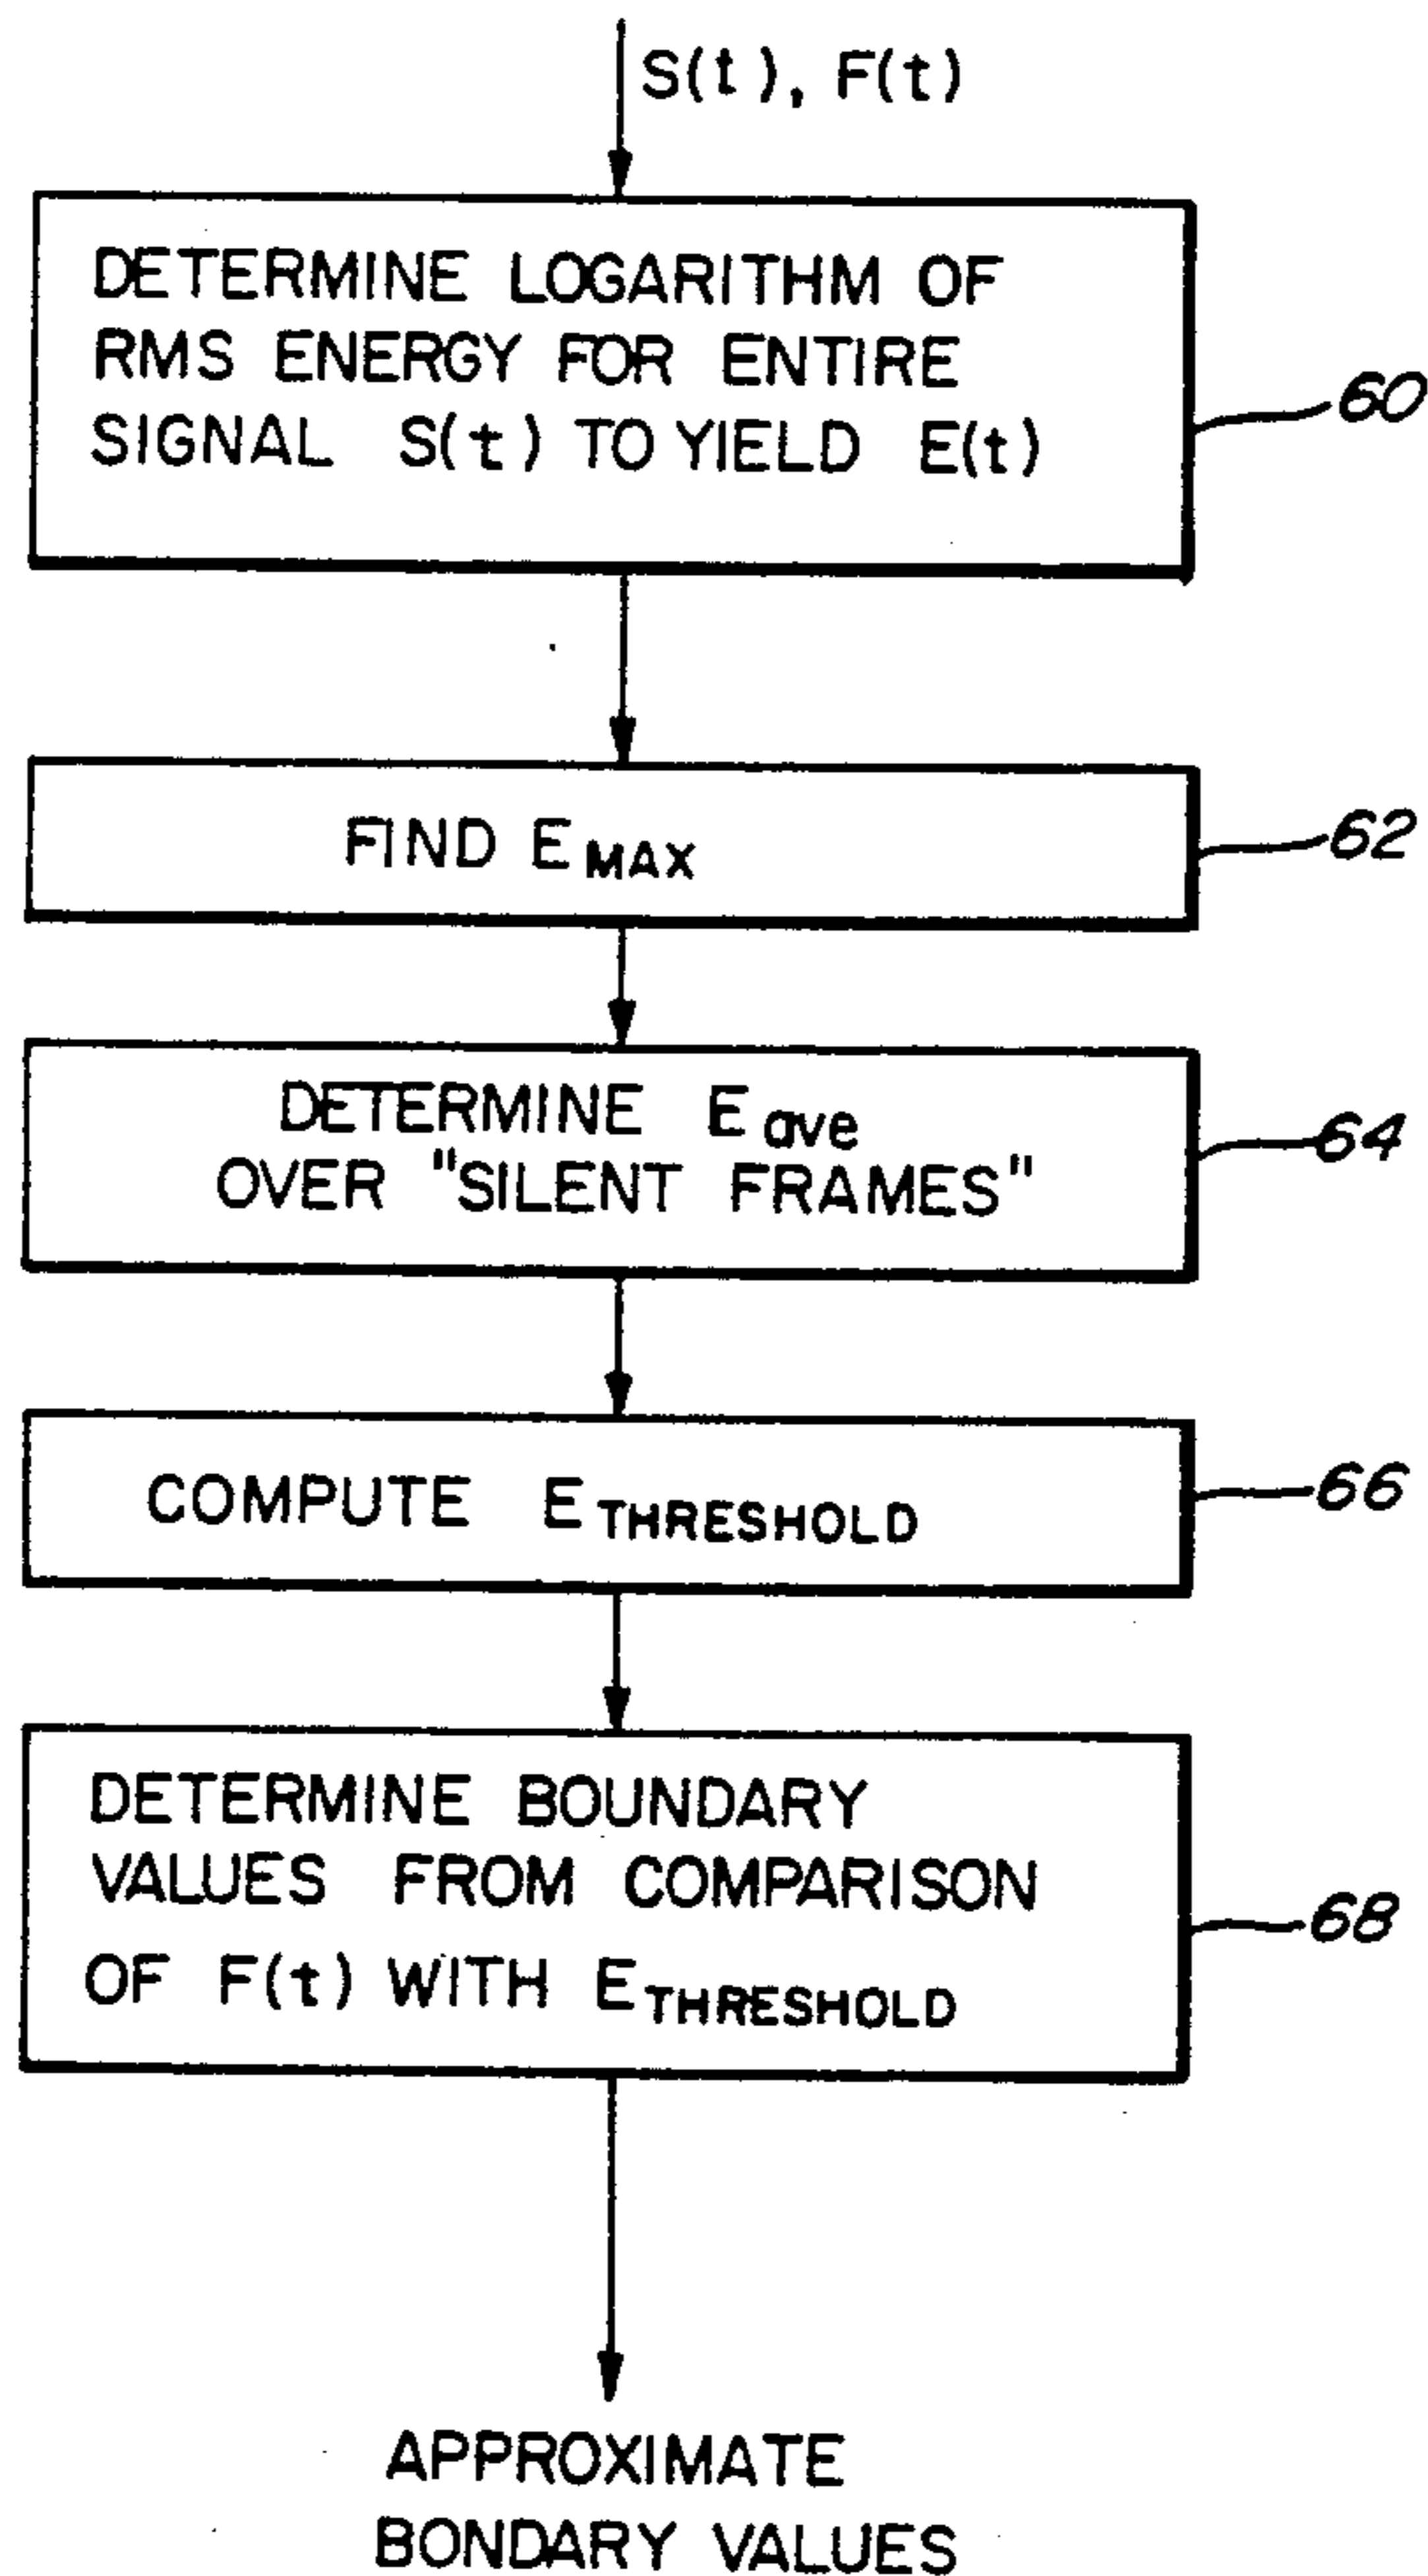 S(t), F(t)
DETERMINE LOGARITHM OF
RMS ENERGY FOR ENTIRE
SIGNAL S(t) TO YIELD E(t)
60
FIND EMAX
62
DETERMINE Eave
OVER "SILENT FRAMES"
64
COMPUTE ETHRESHOLD
66
DETERMINE BOUNDARY
VALUES FROM COMPARISON
OF F(t) WITH ETHRESHOLD
68
APPROXIMATE
BONDARY VALUES